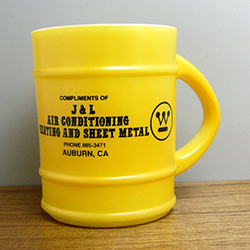 COMPLIMENTS OF
J & L
AIR CONDITIONING
HEATING AND SHEET METAL
PHONE 885-3471
AUBURN, CA